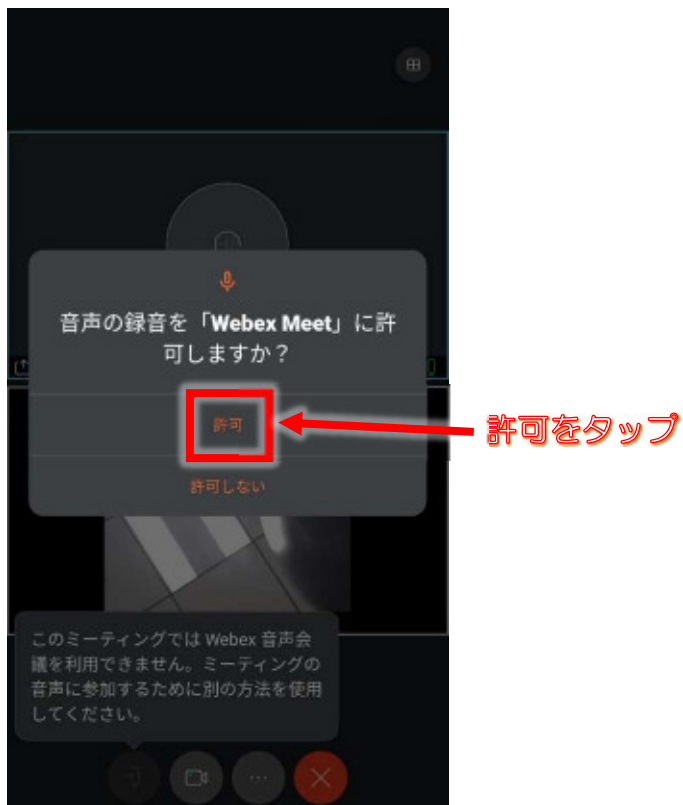 音声の録音を「Webex Meet」に許
可しますか?
許可
許可をタップ
許可しない
このミーティングでは Webex 音声会
議を利用できません。ミーティングの
音声に参加するために別の方法を使用
してください。